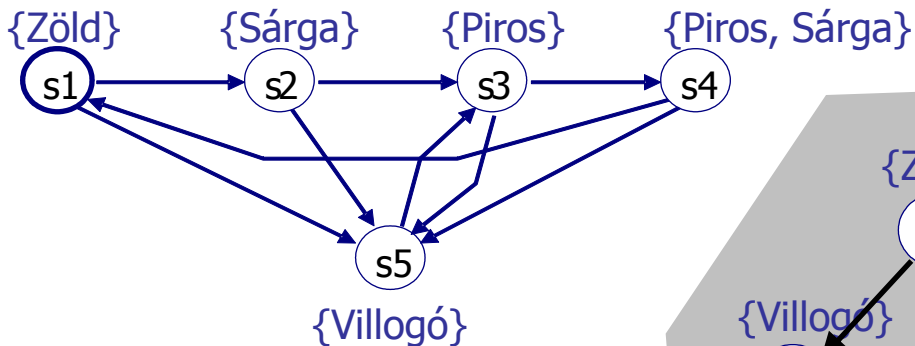 {Zöld} {Sárga} {Piros} {Piros, Sárga}
s1 s2 s3 s4
{Z
s5
{Villogó}
{Villogó}